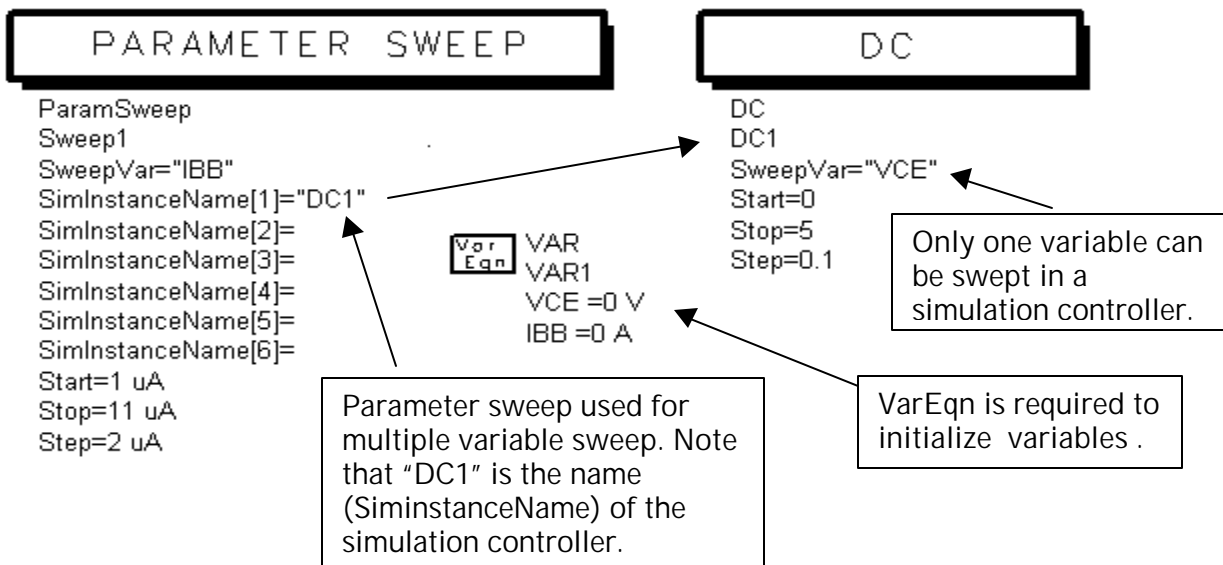 PARAMETER SWEEP
ParamSweep
Sweep1
SweepVar="IBB"
SimInstanceName[1]="DC1"
SimInstanceName[2]=
SimInstanceName[3]=
SimInstanceName[4]=
SimInstanceName[5]=
SimInstanceName[6]=
Start=1 uA
Stop=11 uA
Step=2 uA
Var
Eqn
VAR
VAR1
VCE =0 V
IBB =0 A
DC
DC
DC1
SweepVar="VCE"
Start=0
Stop=5
Step=0.1
Only one variable can
be swept in a
simulation controller.
Parameter sweep used for
multiple variable sweep. Note
that “DC1” is the name
(SiminstanceName) of the
simulation controller.
VarEqn is required to
initialize variables .